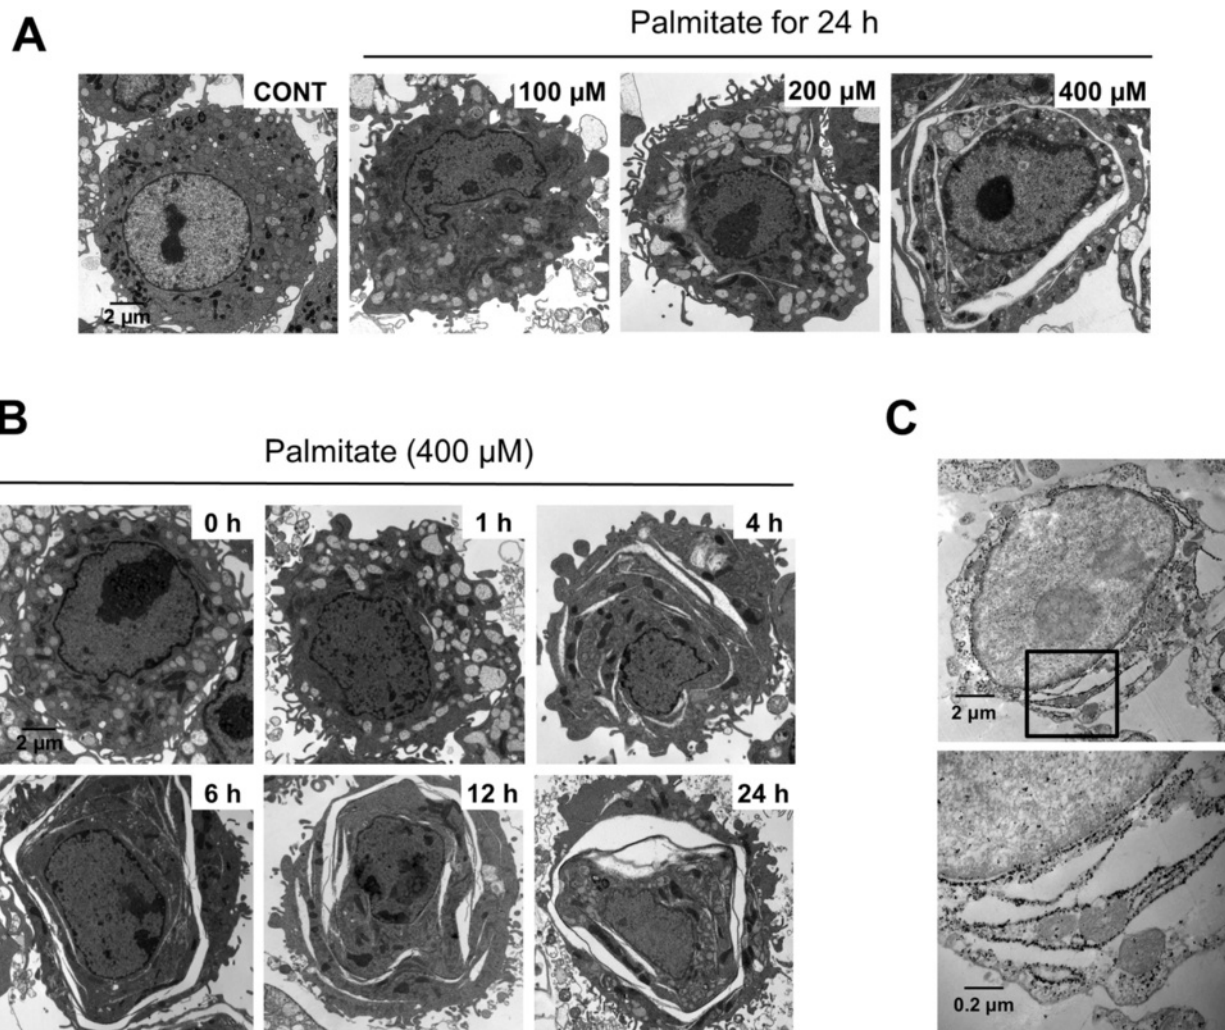 A
Palmitate for 24 h
CONT
100 µM
200 µM
400 µM
2 µm
B
Palmitate (400 µM)
0 h
1 h
4 h
2 µm
6 h
12 h
24 h
C
2 µm
0.2 µm